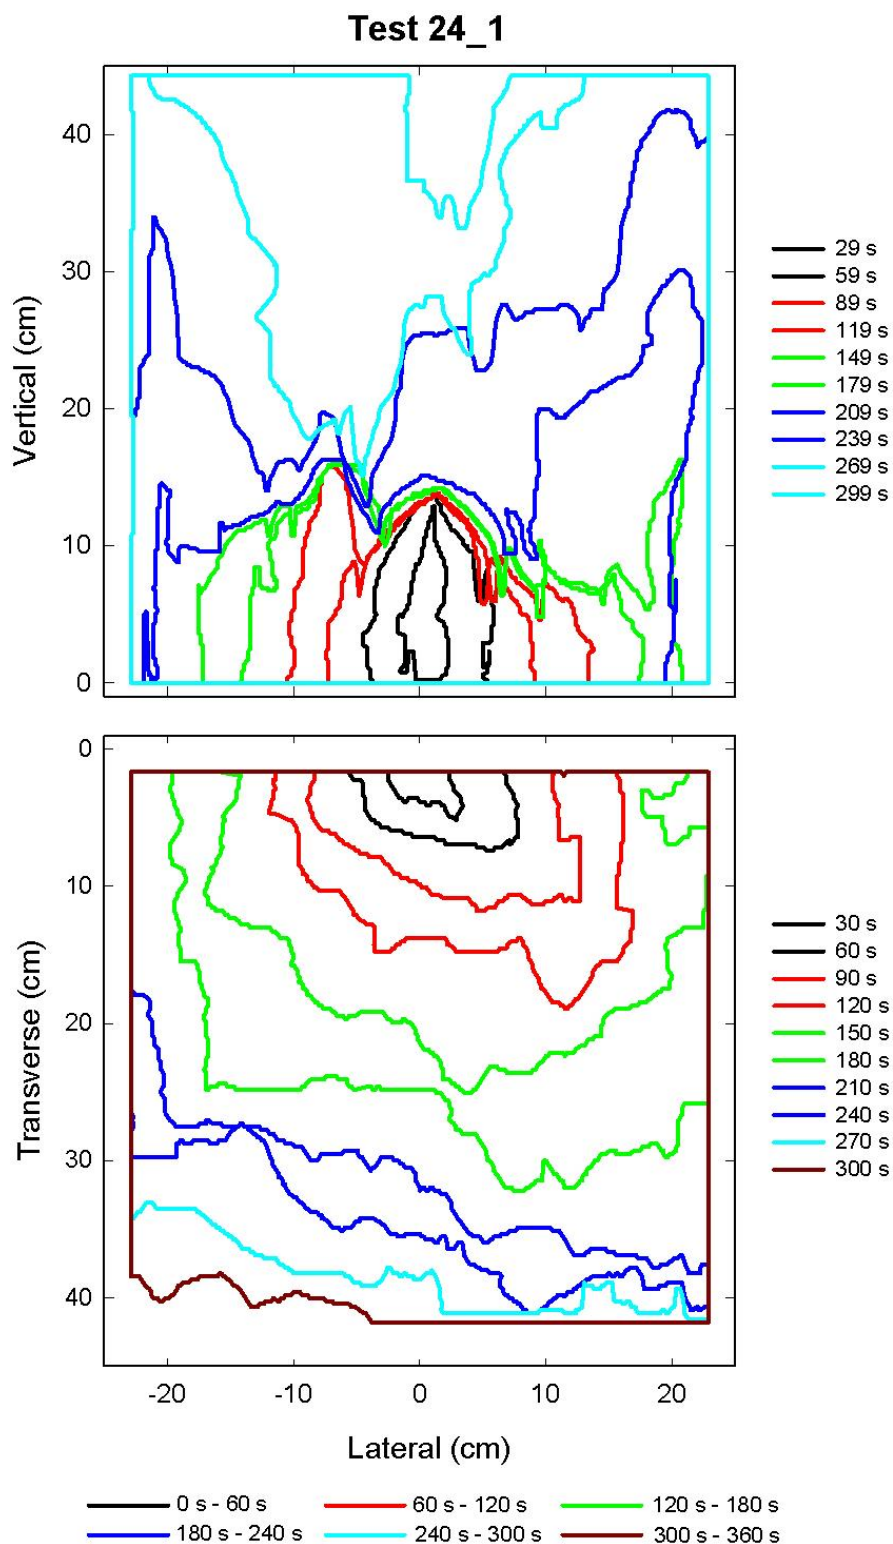 Test 24_1
Vertical (cm)
40
30
20
10
0
29 s
59 s
89 s
119 s
149 s
179 s
209 s
239 s
269 s
299 s
Transverse (cm)
0
10
20
30
40
-20 -10 0 10 20
Lateral (cm)
30 s
60 s
90 s
120 s
150 s
180 s
210 s
240 s
270 s
300 s
0 s - 60 s 60 s - 120 s 120 s - 180 s
180 s - 240 s 240 s - 300 s 300 s - 360 s